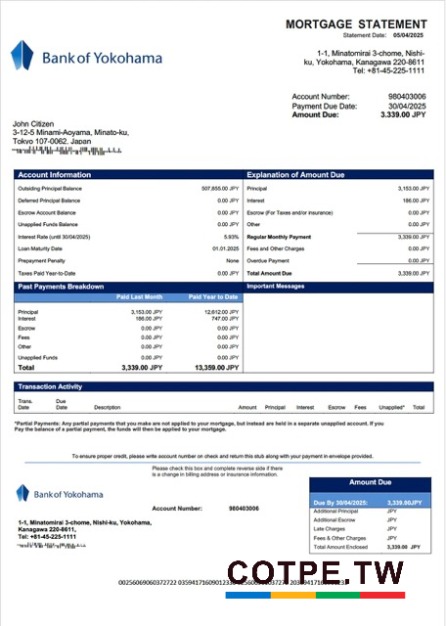 MORTGAGE STATEMENT
Statement Date: 05/04/2025
Bank of Yokohama
1-1, Minatomirai 3-chome, Nishi-
ku, Yokohama, Kanagawa 220-8611
Tel: +81-45-225-1111
Account Number: 980403006
Payment Due Date: 30/04/2025
Amount Due: 3.339.00 JPY
John Citizen
3-12-5 Minami-Aoyama, Minato-ku,
Tokyo 107-0062, Japan
Account Information
Outsiding Principal Balance 507,855.00 JPY
Deferred Principal Balance 0.00 JPY
Escrow Account Balance 0.00 JPY
Unapplied Funds Balance 0.00 JPY
Interest Rate (until 30/04/2025) 5.93%
Loan Maturity Date 01.01.2025
Prepayment Penalty None
Taxes Paid Year-to-Date 0.00 JPY
Explanation of Amount Due
Principal 3,153.00 JPY
Interest 186.00 JPY
Escrow (For Taxes and/or insurance) 0.00 JPY
Other 0.00 JPY
Regular Monthly Payment 3,339.00 JPY
Fees and Other Charges 0.00 JPY
Overdue Payment 0.00 JPY
Total Amount Due 3,339.00 JPY
Past Payments Breakdown
Paid Last Month Paid Year to Date
Principal 3,153.00 JPY 12,612.00 JPY
Interest 186.00 JPY 747.00 JPY
Escrow 0.00 JPY 0.00 JPY
Fees 0.00 JPY 0.00 JPY
Other 0.00 JPY 0.00 JPY
Unapplied Funds 0.00 JPY 0.00 JPY
Total 3,339.00 JPY 13,359.00 JPY
Important Messages
Transaction Activity
Trans. Date Due Date Description Amount Principal Interest Escrow Fees Unapplied* Total
*Partial Payments: Any partial payments that you make are not applied to your mortgage, but instead are held in a separate unapplied account. If you
Pay the balance of a partial payment, the funds will then be applied to your mortgage.
To ensure proper credit, please write account number on check and return this stub along with your payment in envelope provided.
Please check this box and complete reverse side if there
is a change in billing address or insurance information.
Bank of Yokohama
Account Number: 980403006
1-1, Minatomirai 3-chome, Nishi-ku, Yokohama,
Kanagawa 220-8611,
Tel: +81-45-225-1111
Amount Due
Due By 30/04/2025: 3,339.00JPY
Additional Principal JPY
Additional Escrow JPY
Late Charges JPY
Fees & Other Charges JPY
Total Amount Enclosed 3,339.00 JPY
COTPE.TW